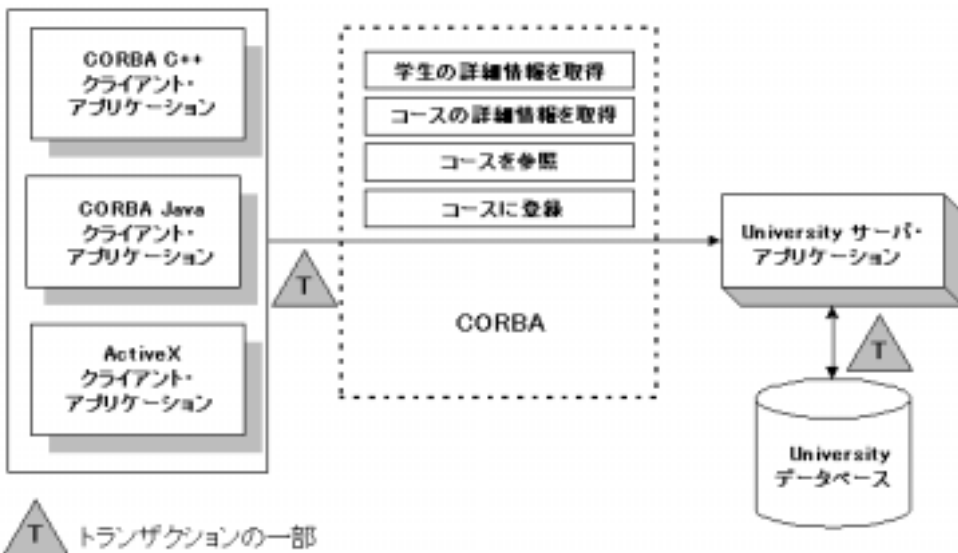 CORBA C++
クライアント・
アプリケーション
CORBA Java
クライアント・
アプリケーション
ActiveX
クライアント・
アプリケーション
T
学生の詳細情報を取得
コースの詳細情報を取得
コースを参照
コースに登録
CORBA
University サーバ・
アプリケーション
T
University
データベース
T トランザクションの一部